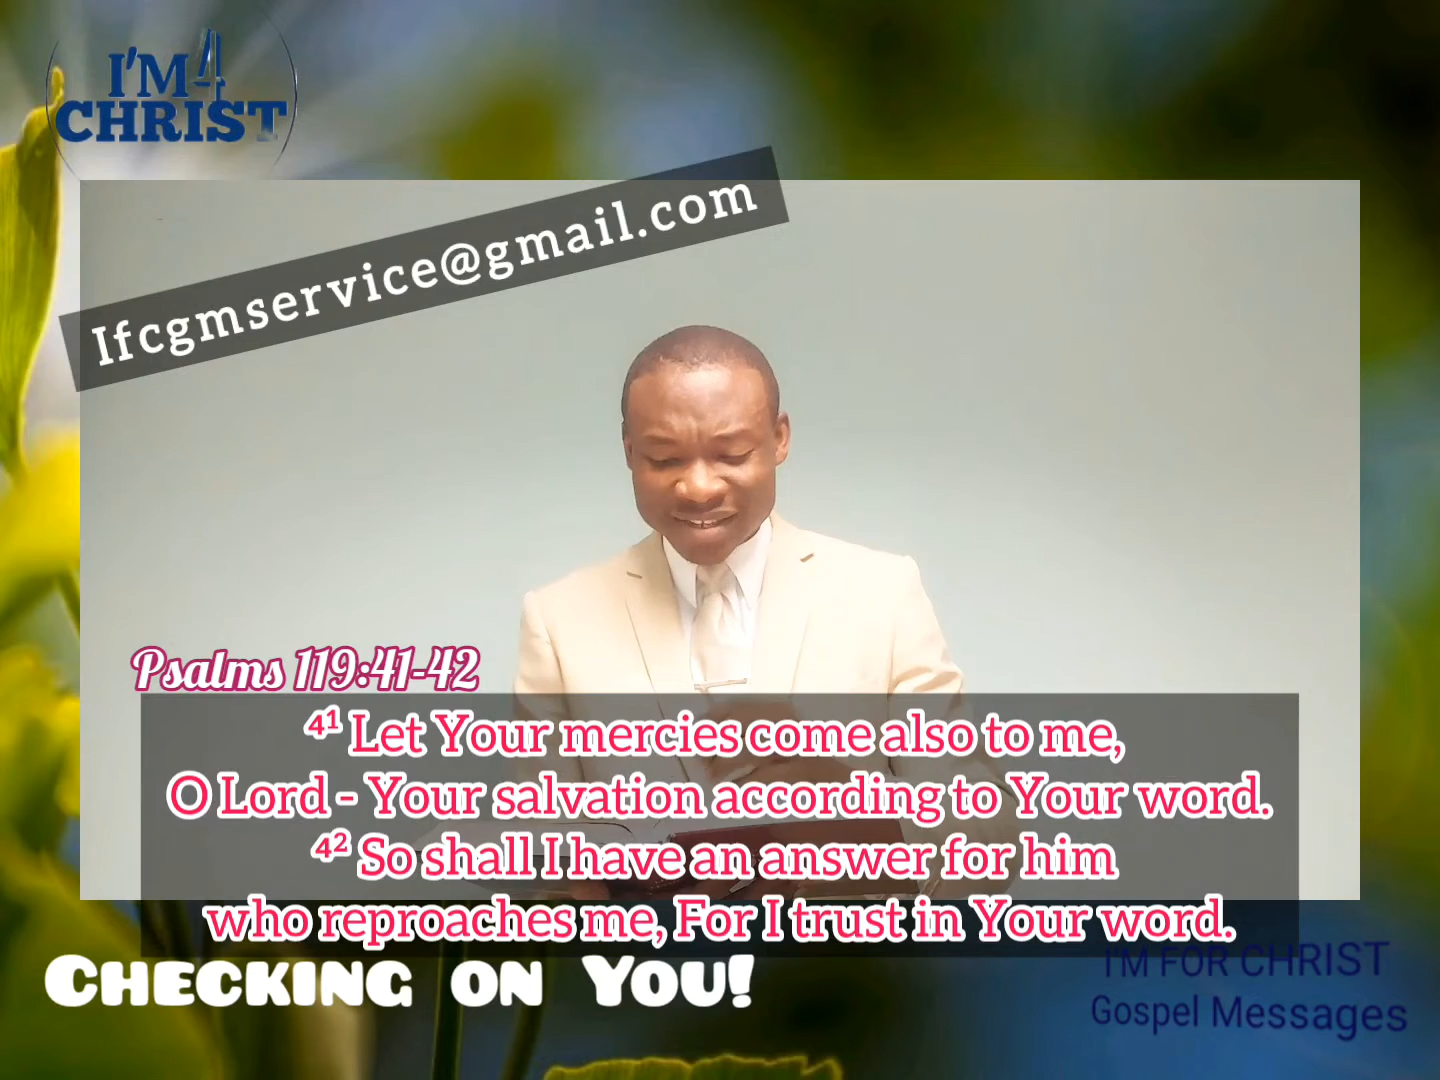 I'M 4
CHRIST
Ifcgmservice@gmail.com
Psalms 119:41-42
⁴¹ Let Your mercies come also to me,
O Lord - Your salvation according to Your word.
⁴² So shall I have an answer for him
who reproaches me, For I trust in Your word.
CHECKING ON YOU!
I'M FOR CHRIST
Gospel Messages